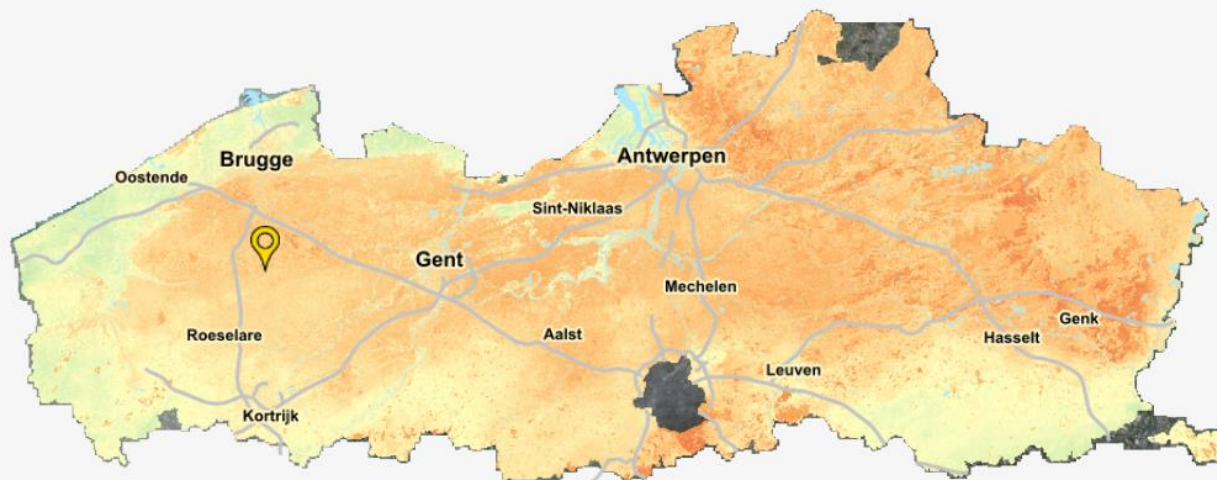 Antwerpen
Brugge
Oostende
Sint-Niklaas
Gent
Mechelen
Genk
Roeselare
Aalst
Hasselt
Leuven
Kortrijk